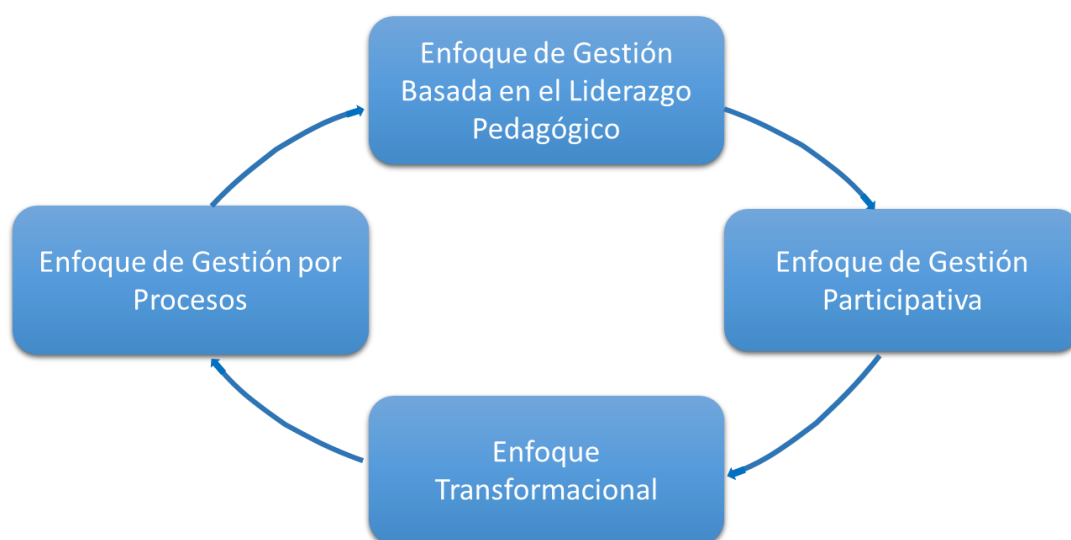 Enfoque de Gestión
Basada en el Liderazgo
Pedagógico
Enfoque de Gestión por
Procesos
Enfoque de Gestión
Participativa
Enfoque
Transformacional